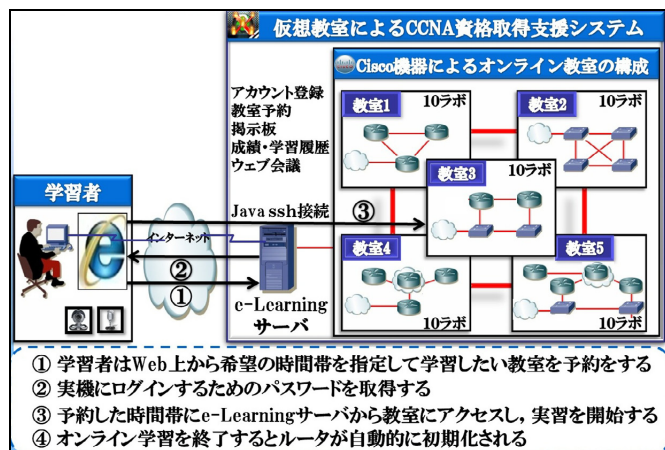 仮想教室によるCCNA資格取得支援システム
Cisco機器によるオンライン教室の構成
アカウント登録
教室予約
掲示板
成績・学習履歴
ウェブ会議
教室1
10ラボ
教室2
10ラボ
教室3
10ラボ
学習者
Java ssh接続
③
インターネット
②
①
e-Learning
サーバ
教室4
10ラボ
教室5
10ラボ
① 学習者はWeb上から希望の時間帯を指定して学習したい教室を予約をする
② 実機にログインするためのパスワードを取得する
③ 予約した時間帯にe-Learningサーバから教室にアクセスし,実習を開始する
④ オンライン学習を終了するとルータが自動的に初期化される